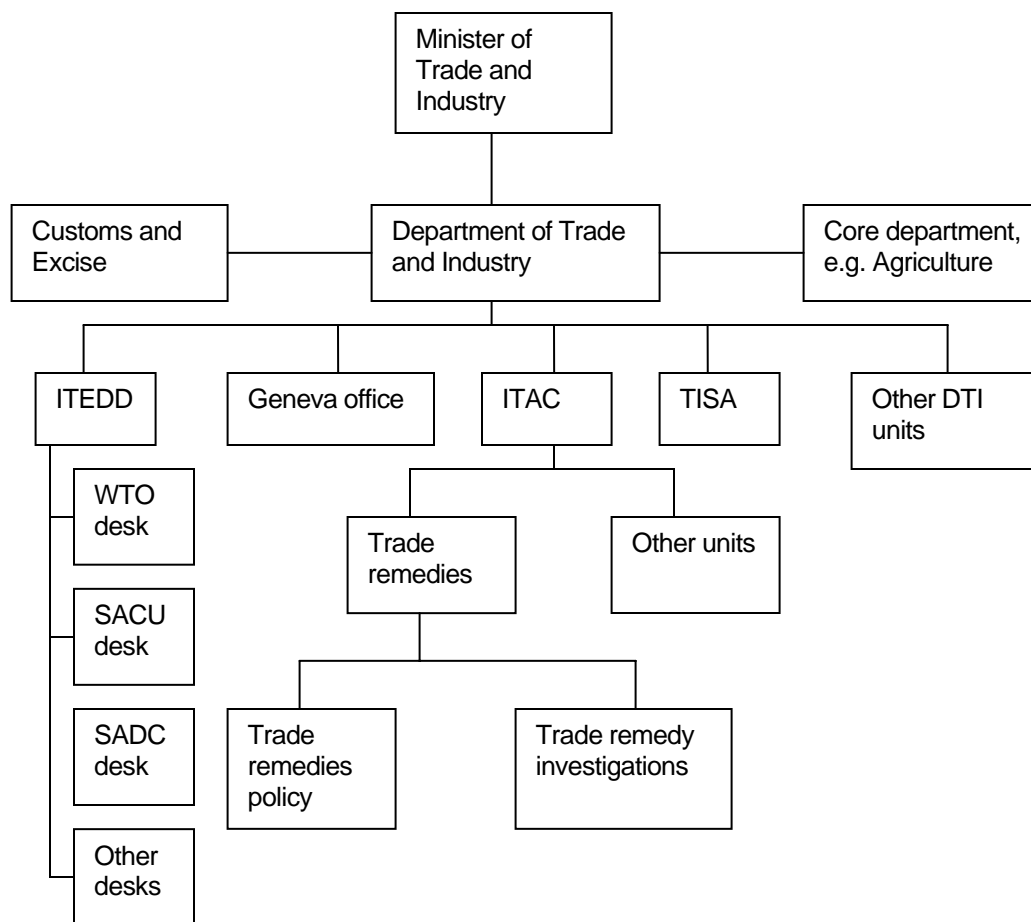 Minister of
Trade and
Industry
Customs and
Excise
Department of Trade
and Industry
Core department,
e.g. Agriculture
ITEDD
Geneva office
ITAC
TISA
Other DTI
units
WTO
desk
Trade
remedies
Other units
SACU
desk
SADC
desk
Trade
remedies
policy
Trade remedy
investigations
Other
desks